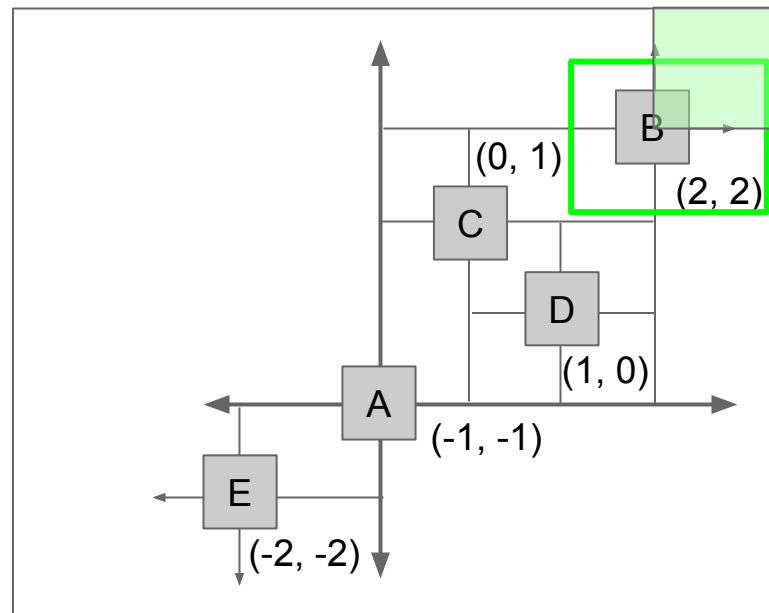 B
(0, 1)
(2, 2)
C
D
(1, 0)
A
(-1, -1)
E
(-2, -2)